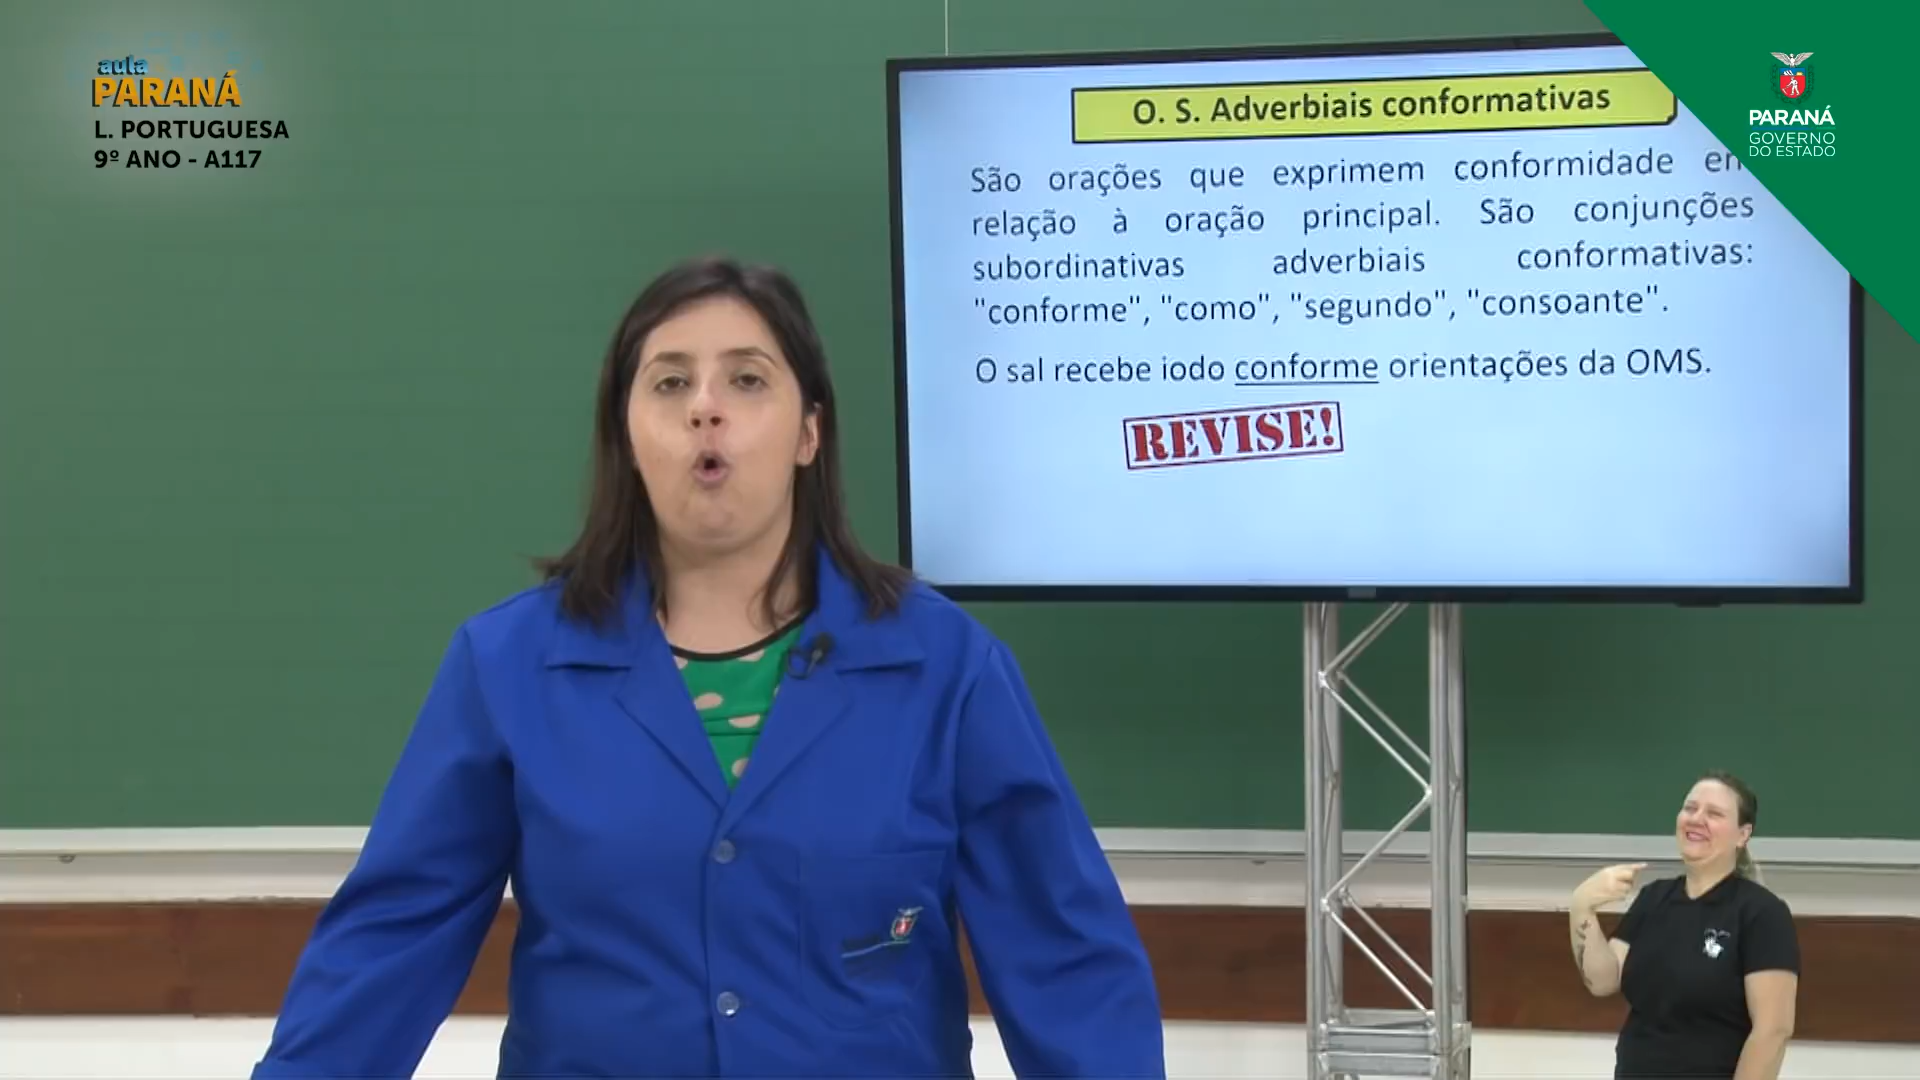 aula
PARANÁ
L. PORTUGUESA
9º ANO - A117
O. S. Adverbiais conformativas
São orações que exprimem conformidade
relação à oração principal. São conjunções
subordinativas adverbiais conformativas:
"conforme", "como", "segundo", "consoante".
O sal recebe iodo conforme orientações da OMS.
REVISE!
PARANÁ
GOVERNO
DO ESTADO